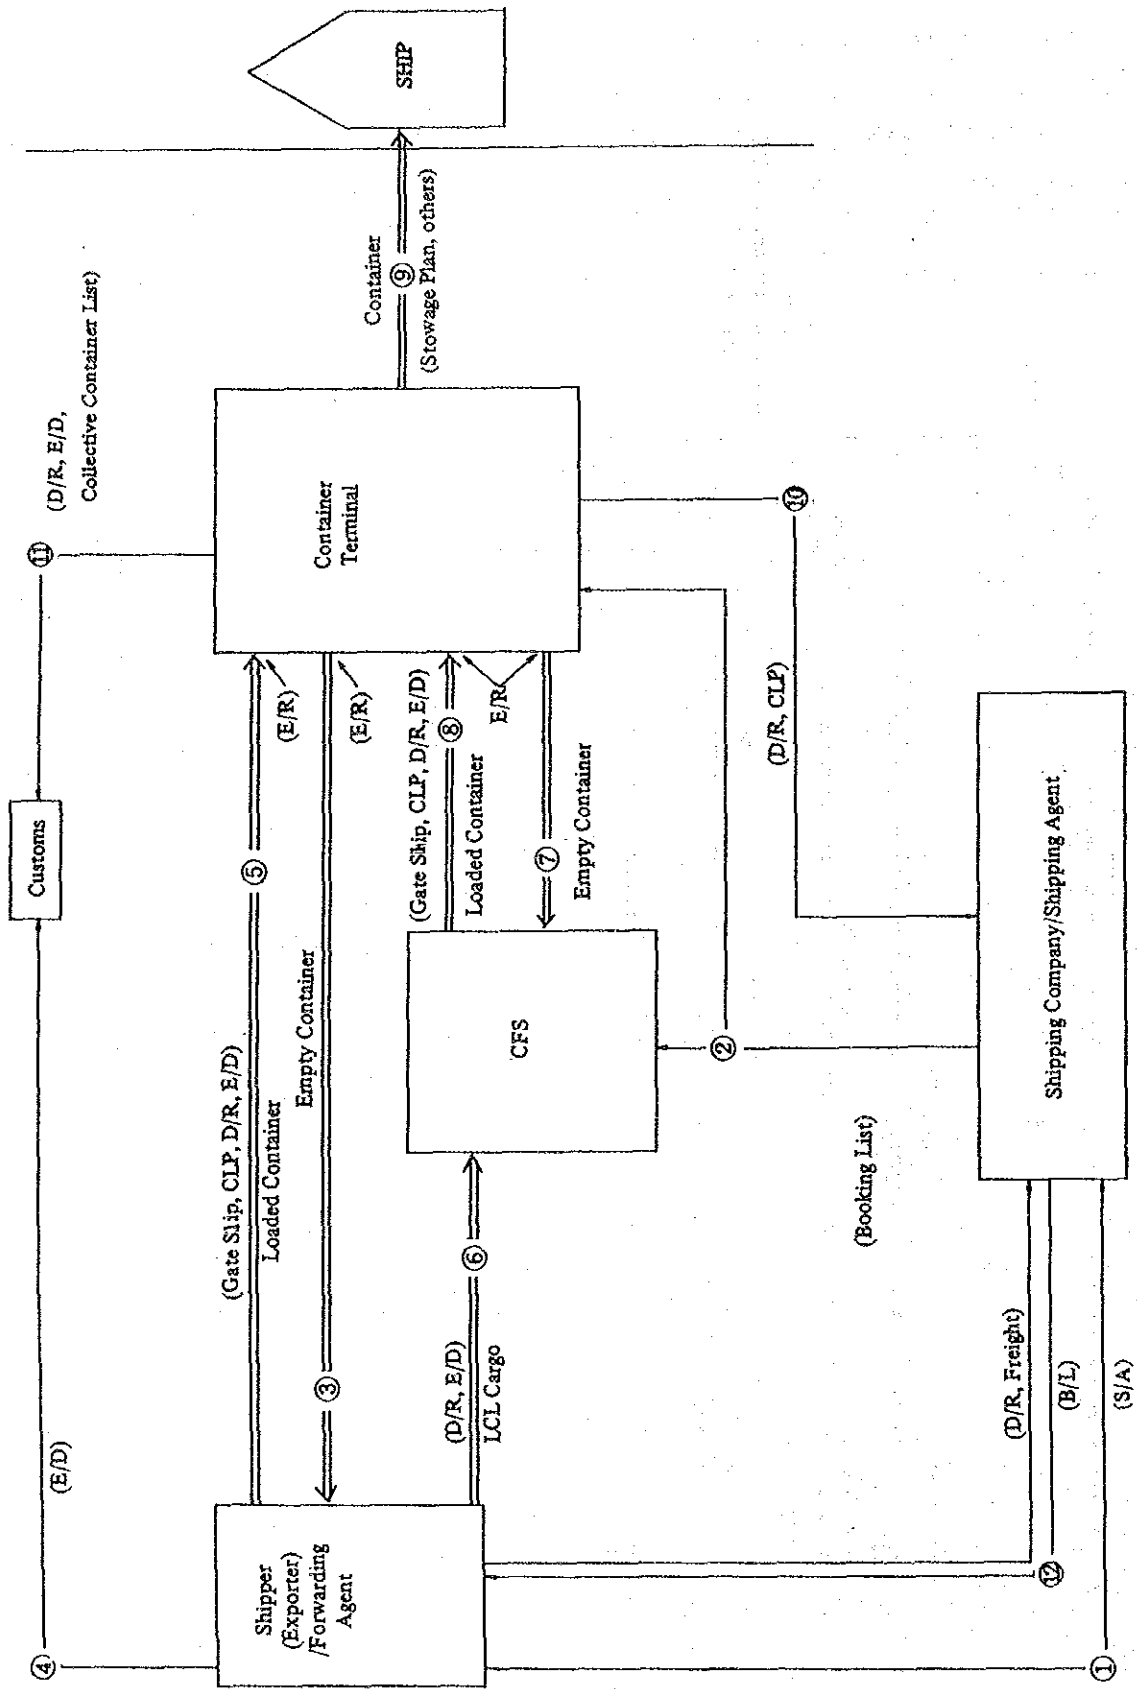 ④
(E/D)
Customs
⑪
(D/R, E/D,
Collective Container List)
Shipper
(Exporter)
/Forwarding
Agent
(Gate Slip, CLP, D/R, E/D)
⑤
Loaded Container
(E/R)
③
Empty Container
(E/R)
Container
Terminal
Container
⑨
(Stowage Plan, others)
SHIP
(D/R, E/D)
⑥
LCL Cargo
CFS
(Gate Ship, CLP, D/R, E/D)
⑧
Loaded Container
E/R
⑦
Empty Container
②
(Booking List)
⑩
(D/R, CLP)
(D/R, Freight)
⑫
(B/L)
①
(S/A)
Shipping Company/Shipping Agent